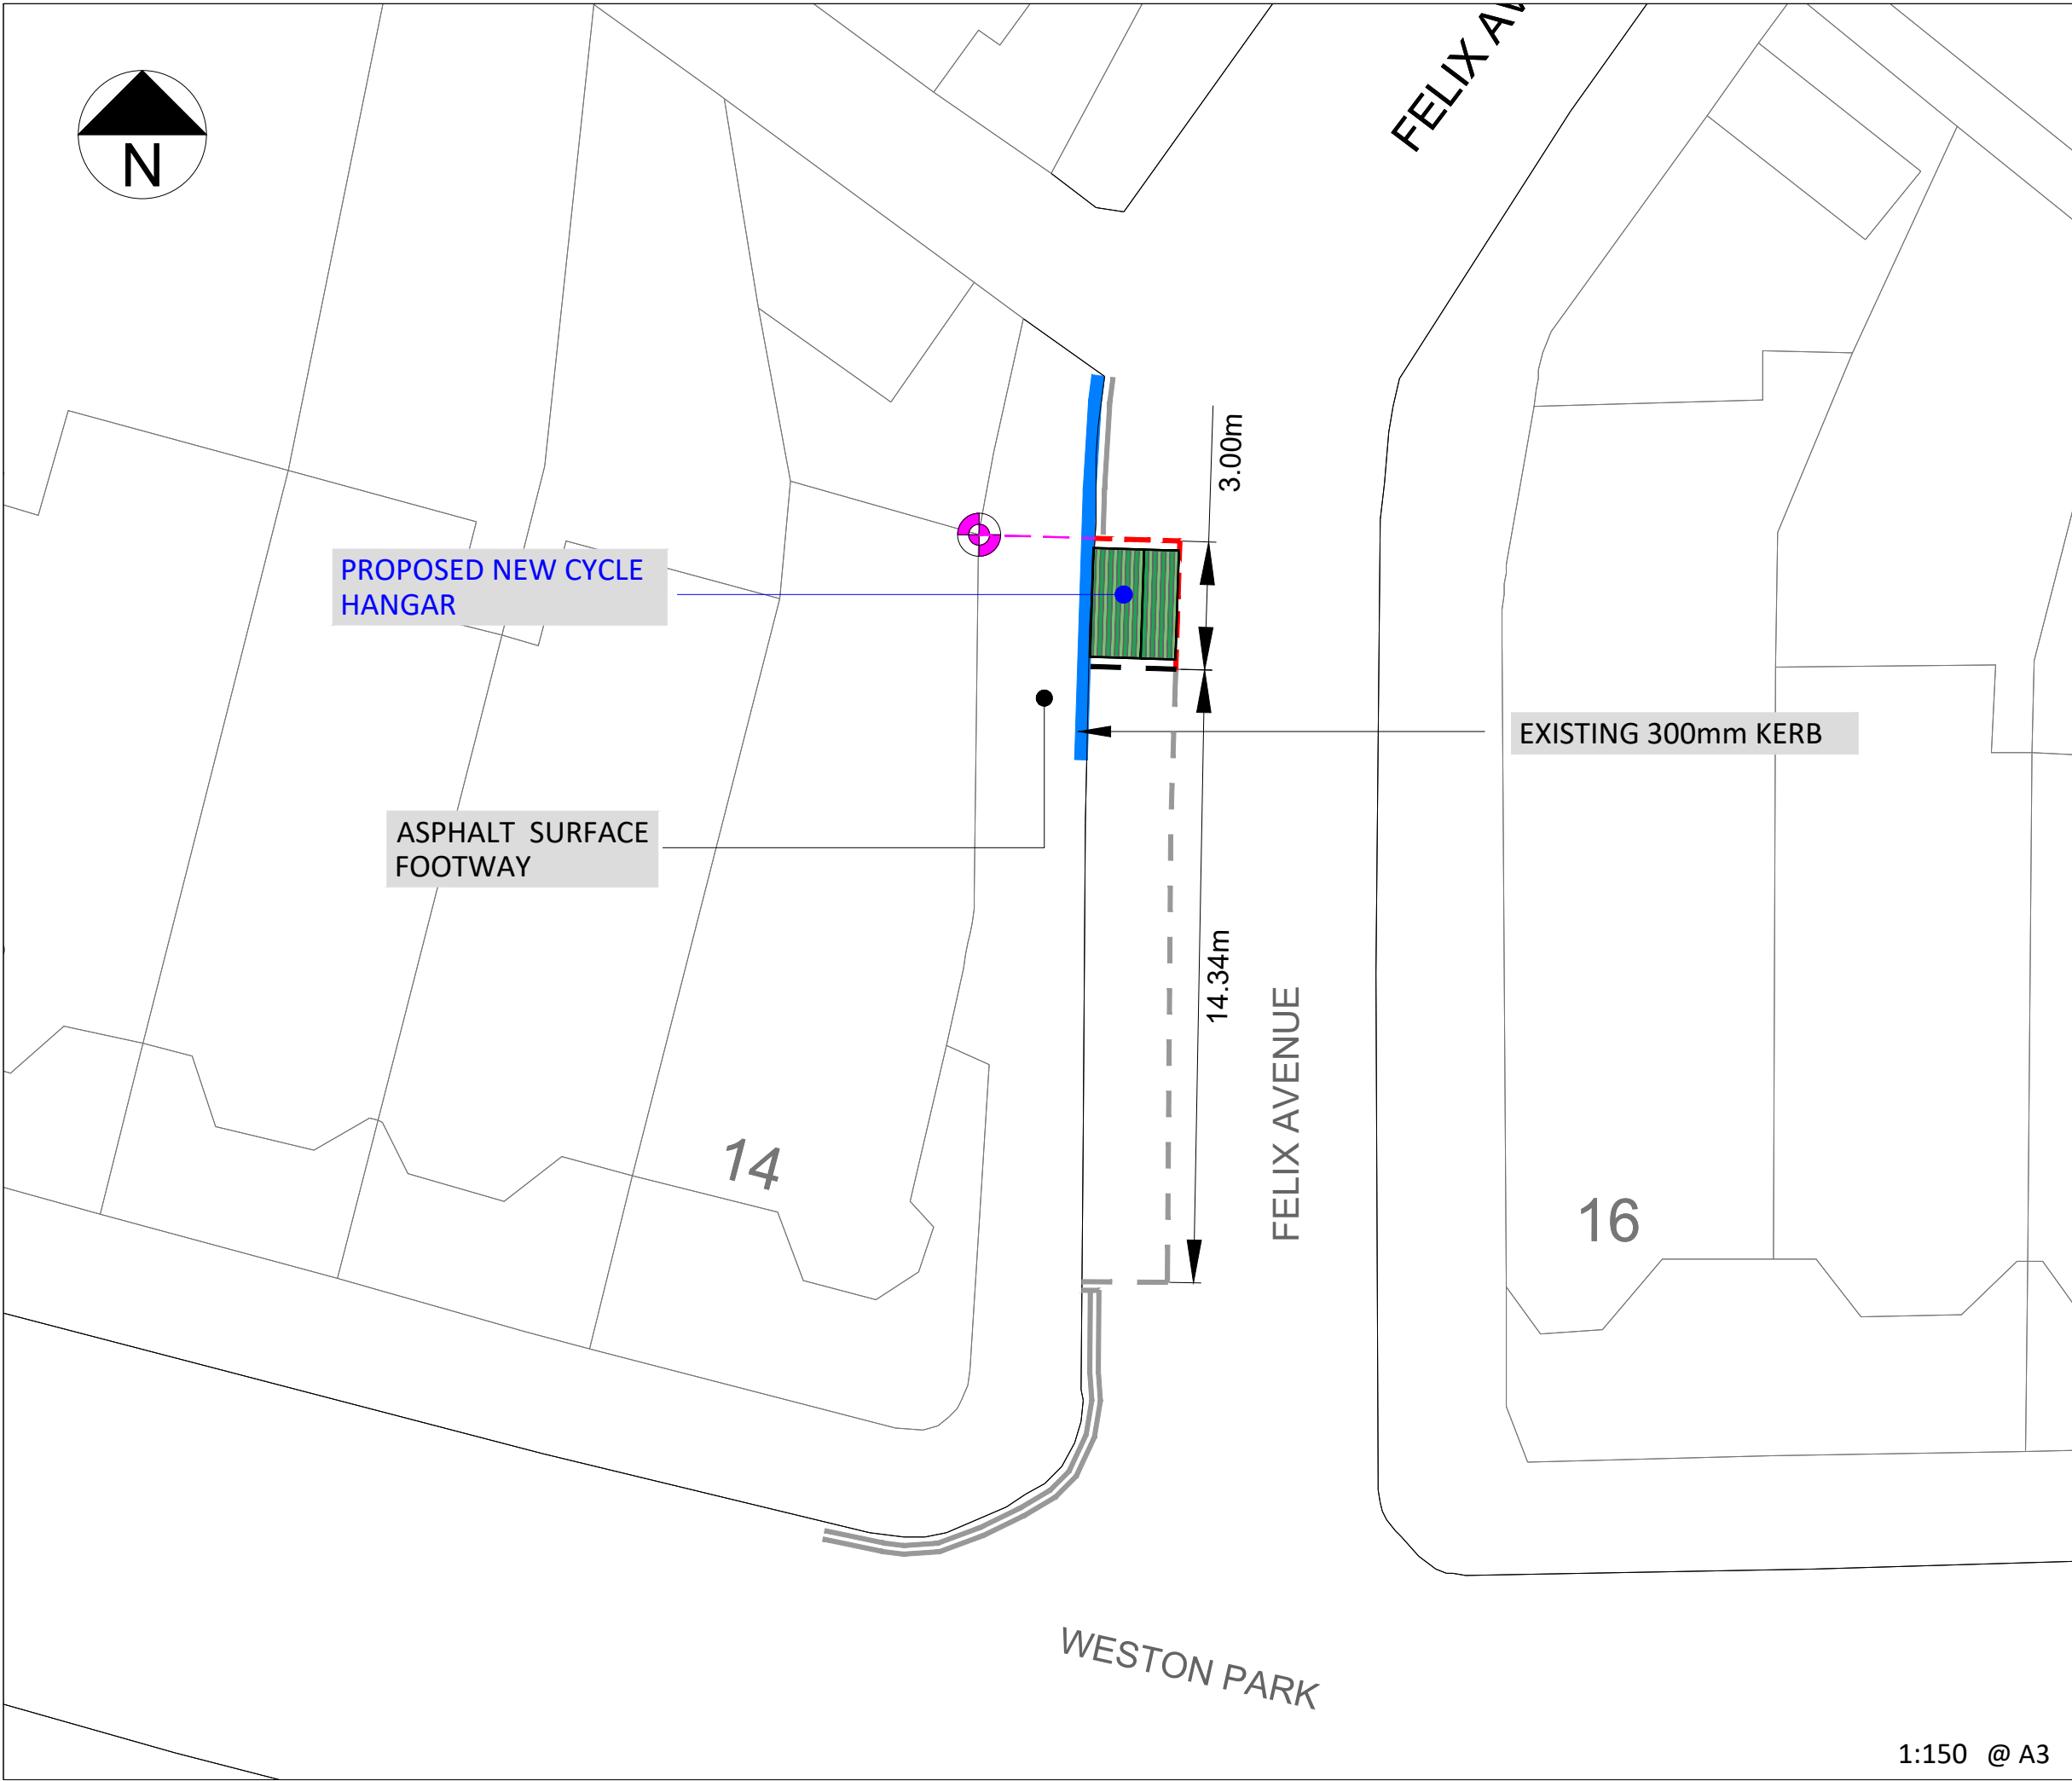 FELIX AV
N
3.00m
PROPOSED NEW CYCLE
HANGAR
EXISTING 300mm KERB
ASPHALT SURFACE
FOOTWAY
14.34m
FELIX AVENUE
14
16
WESTON PARK
1:150 @ A3